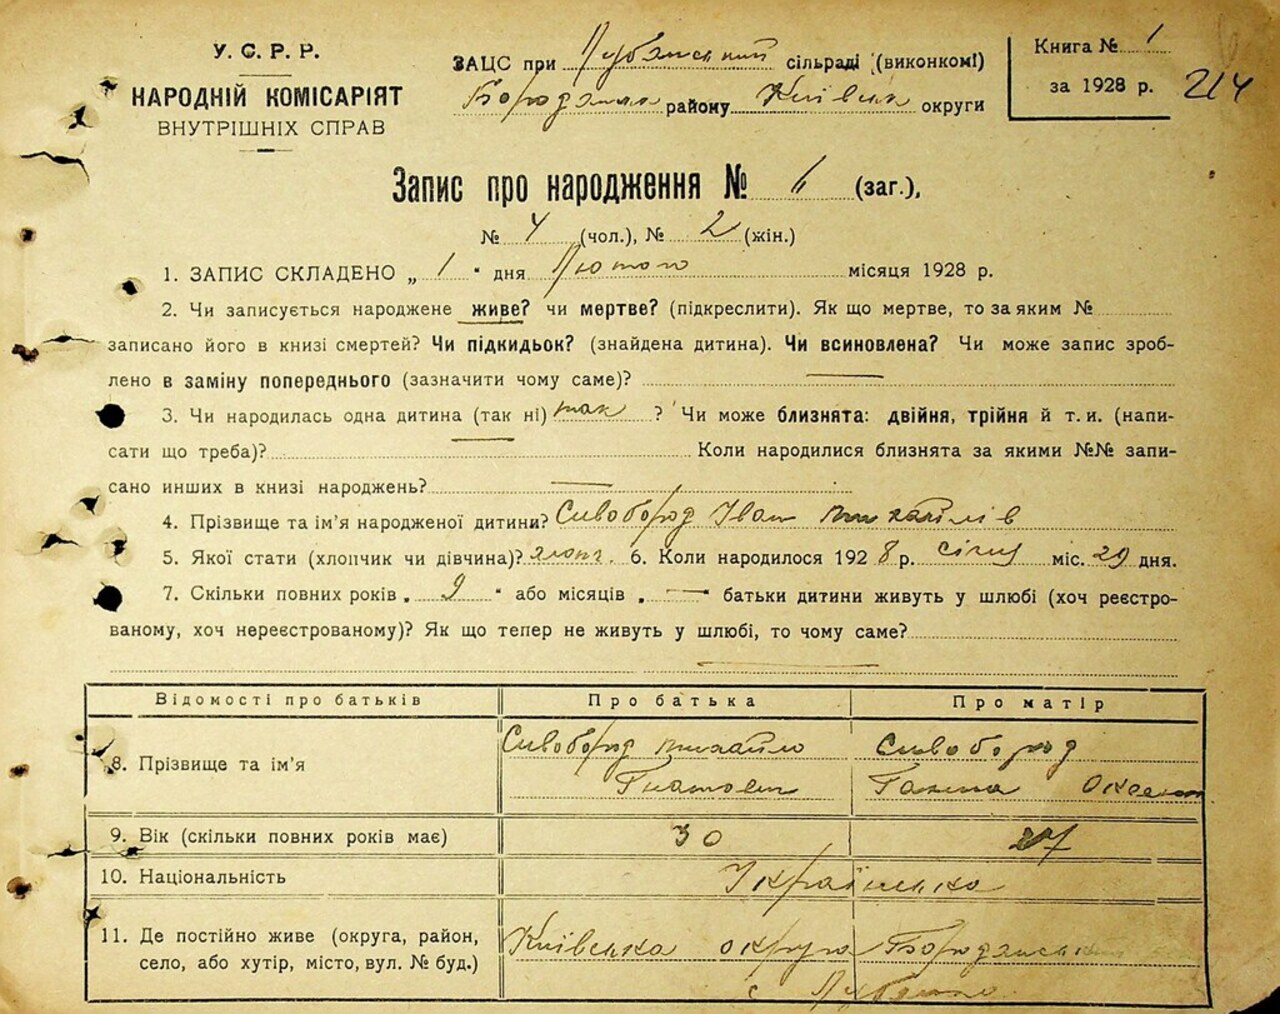 У. С. Р. Р.
НАРОДНІЙ КОМІСАРІЯТ
ВНУТРІШНІХ СПРАВ
ЗАЦС при Лубянський сільраді (виконкомі)
Бородянськ району Київськ округи
Книга № 1
за 1928 р.
214
Запис про народження № 6 (заг.),
№ 4 (чол.), № 2 (жін.)
1. ЗАПИС СКЛАДЕНО „ 1 " дня Лютого місяця 1928 р.
2. Чи записується народжене живе? чи мертве? (підкреслити). Як що мертве, то за яким №
записано його в книзі смертей? Чи підкидьок? (знайдена дитина). Чи всиновлена? Чи може запис зроб-
лено в заміну попереднього (зазначити чому саме)? —
3. Чи народилась одна дитина (так ні) так ? Чи може близнята: двійня, трійня й т. и. (напи-
сати що треба)? — Коли народилися близнята за якими №№ запи-
сано инших в книзі народжень? —
4. Прізвище та ім'я народженої дитини? Сивобород Іван Михайлів
5. Якої стати (хлопчик чи дівчина)? 6. Коли народилося 1928 р. січня міс. 29 дня.
7. Скільки повних років „ 9 " або місяців „ — " батьки дитини живуть у шлюбі (хоч реєстро-
ваному, хоч нереєстрованому)? Як що тепер не живуть у шлюбі, то чому саме?
—
Відомості про батьків Про батька Про матір
8. Прізвище та ім'я Сивобород Михайло Сивобород
Гнатович Ганна
9. Вік (скільки повних років має) 30 27
10. Національність Українська
11. Де постійно живе (округа, район,
село, або хутір, місто, вул. № буд.) Київська округа Бородянськ
с Лубянка